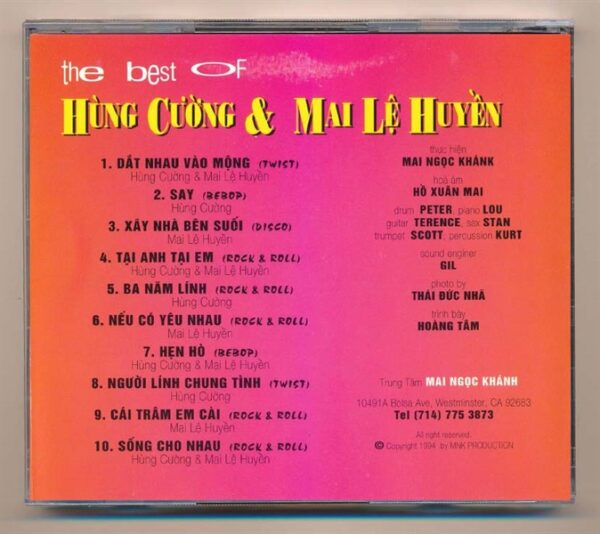 the best OF
HÙNG CƯỜNG & MAI LỆ HUYỀN
1. DẮT NHAU VÀO MỘNG (TWIST)
Hùng Cường & Mai Lệ Huyền
2. SAY (BEBOP)
Hùng Cường
3. XÂY NHÀ BÊN SUỐI (DISCO)
Mai Lệ Huyền
4. TẠI ANH TẠI EM (ROCK & ROLL)
Hùng Cường & Mai Lệ Huyền
5. BA NĂM LÍNH (ROCK & ROLL)
Hùng Cường
6. NẾU CÓ YÊU NHAU (ROCK & ROLL)
Mai Lệ Huyền
7. HẸN HÒ (BEBOP)
Hùng Cường & Mai Lệ Huyền
8. NGƯỜI LÍNH CHUNG TÌNH (TWIST)
Hùng Cường
9. CÁI TRÂM EM CÀI (ROCK & ROLL)
Mai Lệ Huyền
10. SỐNG CHO NHAU (ROCK & ROLL)
Hùng Cường & Mai Lệ Huyền
thực hiện
MAI NGỌC KHÁNH
hoà âm
HỒ XUÂN MAI
drum PETER, piano LOU
guitar TERENCE, sax STAN
trumpet SCOTT, percussion KURT
sound enginer
GIL
photo by
THÁI ĐỨC NHÃ
trình bày
HOÀNG TÂM
Trung Tâm MAI NGỌC KHÁNH
10491A Bolsa Ave, Westminster, CA 92683
Tel (714) 775 3873
All right reserved.
© Copyright 1994 .by MNK PRODUCTION